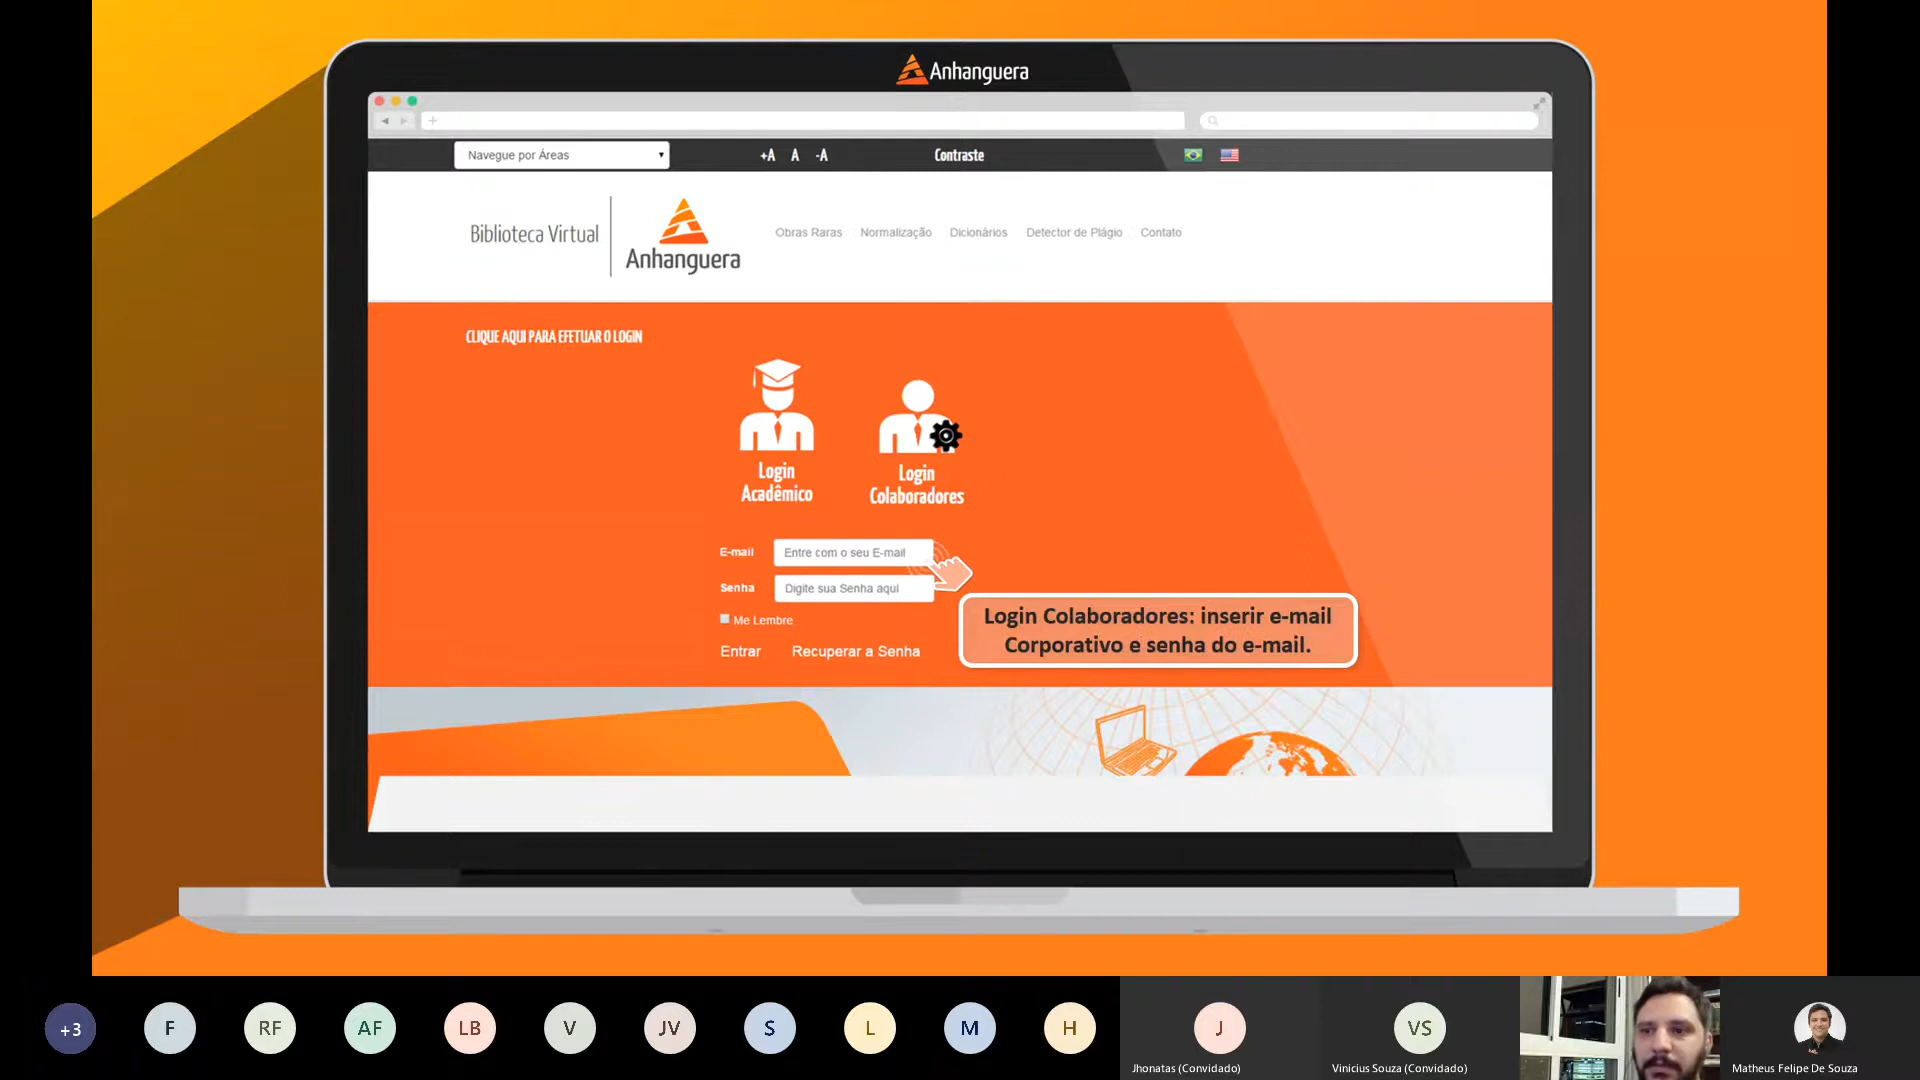 Anhanguera
Navegue por Áreas
+A A -A
Contraste
Biblioteca Virtual
Anhanguera
Obras Raras Normalização Dicionários Detector de Plágio Contato
CLIQUE AQUI PARA EFETUAR O LOGIN
Login
Acadêmico
Login
Colaboradores
E-mail Entre com o seu E-mail
Senha Digite sua Senha aqui
Me Lembre
Entrar Recuperar a Senha
Login Colaboradores: inserir e-mail
Corporativo e senha do e-mail.
+3 F RF AF LB V JV S L M H J VS
Jhonatas (Convidado)
Vinicius Souza (Convidado)
Matheus Felipe De Souza